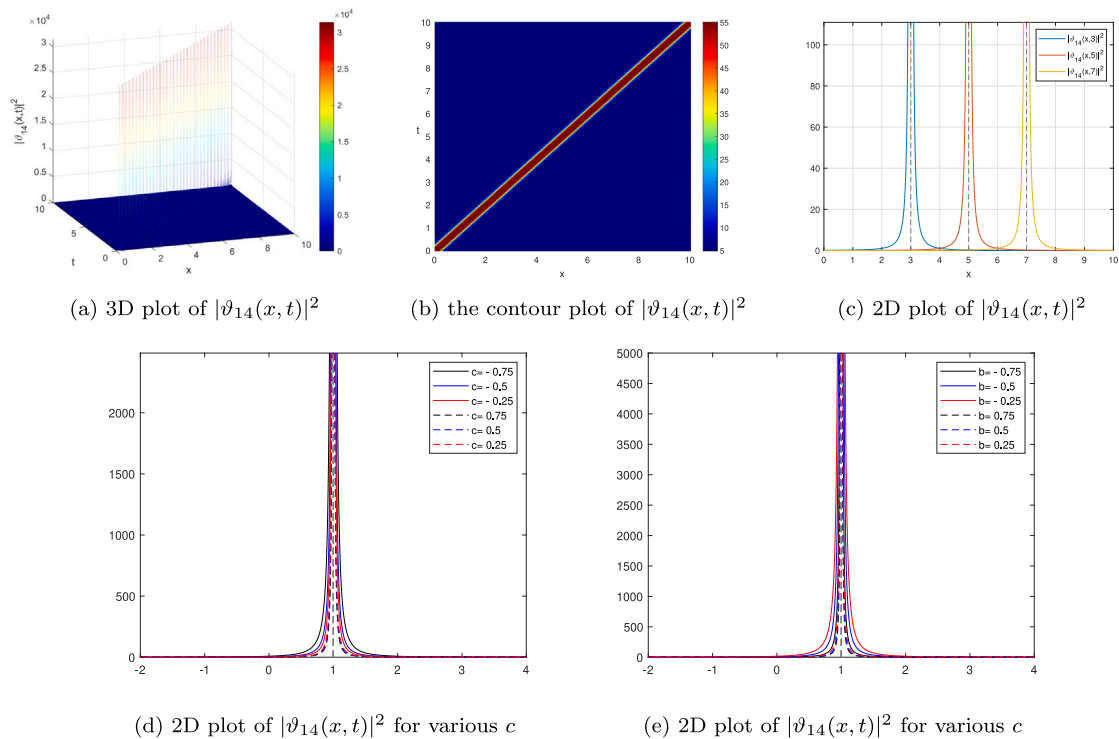 ×10^4
3
2.5
2
1.5
1
0.5
0
|ϑ14(x,t)|^2
10
5
0
t
0
2
4
6
8
10
x
×10^4
3
2.5
2
1.5
1
0.5
0
10
9
8
7
6
t
5
4
3
2
1
0
0
2
4
6
8
10
x
55
50
45
40
35
30
25
20
15
10
5
100
80
60
40
20
0
0 1 2 3 4 5 6 7 8 9 10
x
|ϑ14(x,3)|^2
|ϑ14(x,5)|^2
|ϑ14(x,7)|^2
(a) 3D plot of |ϑ14(x, t)|^2
(b) the contour plot of |ϑ14(x, t)|^2
(c) 2D plot of |ϑ14(x, t)|^2
2000
1500
1000
500
0
-2 -1 0 1 2 3 4
c= - 0.75
c= - 0.5
c= - 0.25
c= 0.75
c= 0.5
c= 0.25
5000
4500
4000
3500
3000
2500
2000
1500
1000
500
0
-2 -1 0 1 2 3 4
b= - 0.75
b= - 0.5
b= - 0.25
b= 0.75
b= 0.5
b= 0.25
(d) 2D plot of |ϑ14(x, t)|^2 for various c
(e) 2D plot of |ϑ14(x, t)|^2 for various c